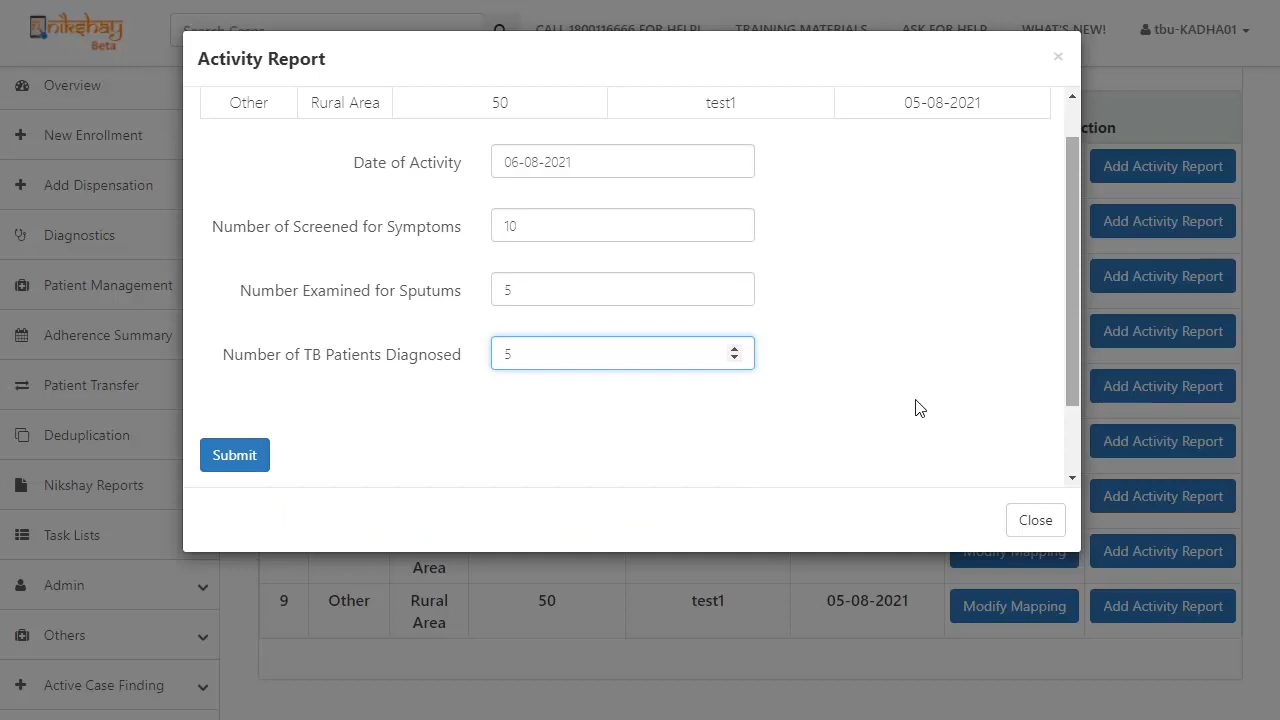 nikshay
Beta
Search Cases
CALL 1800116666 FOR HELP!
TRAINING MATERIALS
ASK FOR HELP
WHAT'S NEW!
tbu-KADHA01
Overview
New Enrollment
Add Dispensation
Diagnostics
Patient Management
Adherence Summary
Patient Transfer
Deduplication
Nikshay Reports
Task Lists
Admin
Others
Active Case Finding
Activity Report
×
Other Rural Area 50 test1 05-08-2021
Date of Activity 06-08-2021
Number of Screened for Symptoms 10
Number Examined for Sputums 5
Number of TB Patients Diagnosed 5
Submit
Close
ction
Add Activity Report
Add Activity Report
Add Activity Report
Add Activity Report
Add Activity Report
Add Activity Report
Add Activity Report
Modify Mapping Add Activity Report
Area
9 Other Rural Area 50 test1 05-08-2021 Modify Mapping Add Activity Report